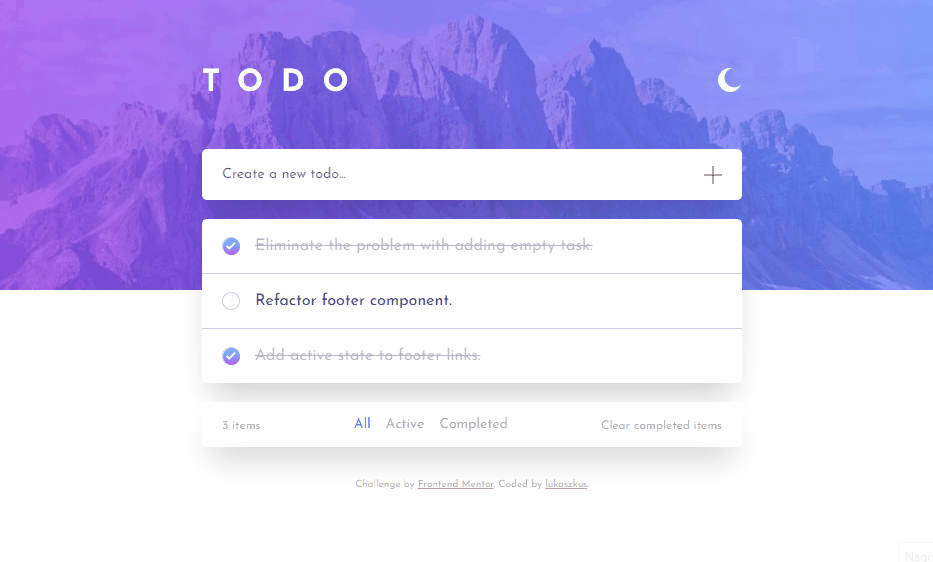 TODO
Create a new todo...
Eliminate the problem with adding empty task.
Refactor footer component.
Add active state to footer links.
3 items All Active Completed Clear completed items
Challenge by Frontend Mentor. Coded by lukaszkus.